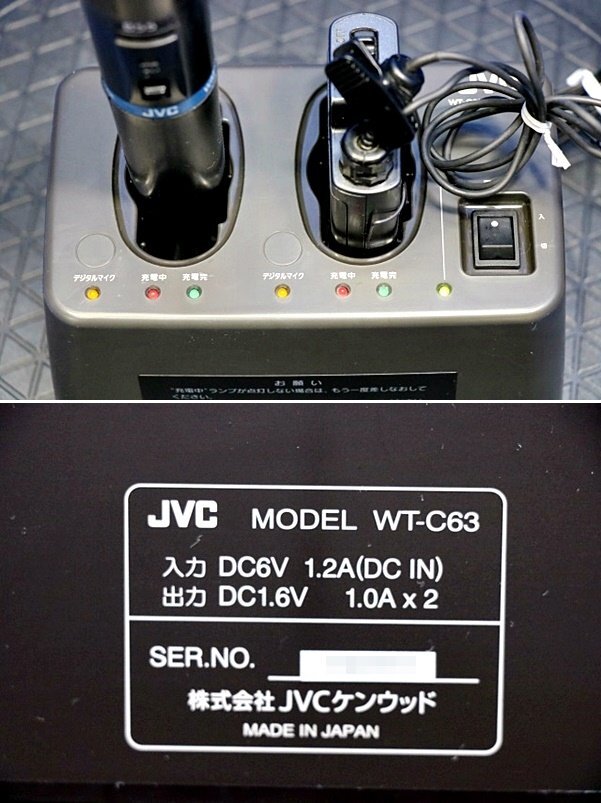 JVC
JVC
入
切
デジタルマイク 充電中 充電完 デジタルマイク 充電中 充電完
お願い
"充電中"ランプが点灯しない場合は、もう一度差しなおして
ください。
JVC MODEL WT-C63
入力 DC6V 1.2A(DC IN)
出力 DC1.6V 1.0A x 2
SER.NO.
株式会社JVCケンウッド
MADE IN JAPAN